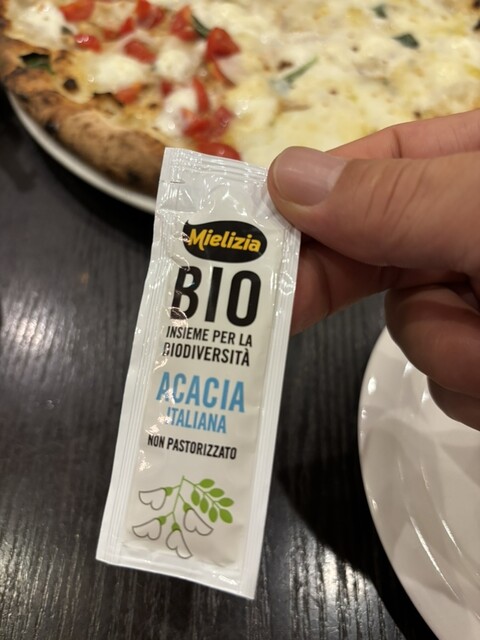 Mielizia
BIO
INSIEME PER LA
BIODIVERSITÀ
ACACIA
ITALIANA
NON PASTORIZZATO